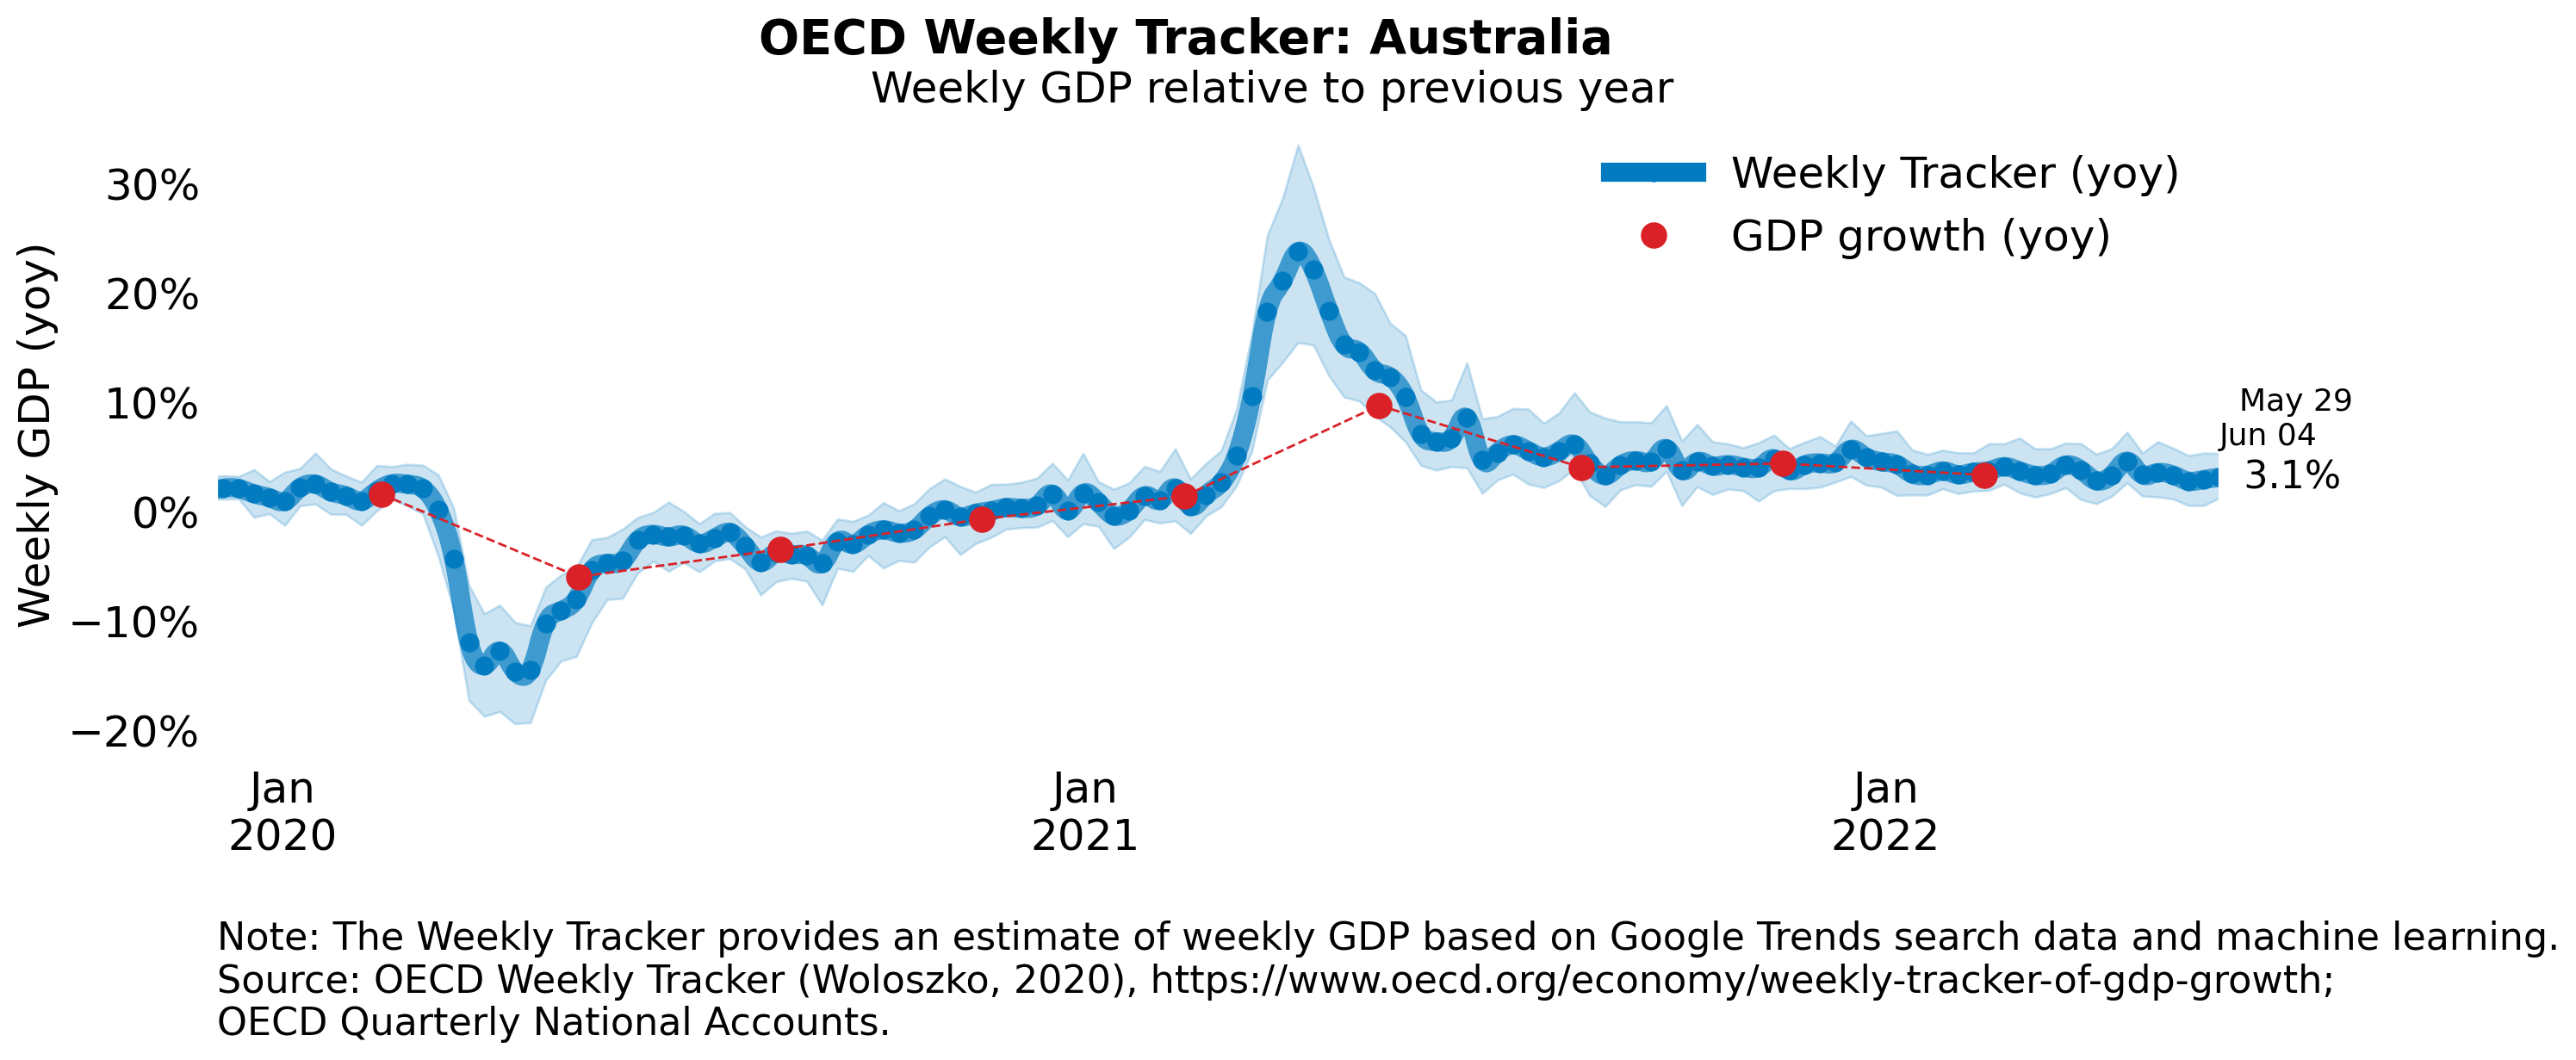 OECD Weekly Tracker: Australia
Weekly GDP relative to previous year
Weekly GDP (yoy)
30%
20%
10%
0%
−10%
−20%
Weekly Tracker (yoy)
GDP growth (yoy)
May 29
Jun 04
3.1%
Jan
2020
Jan
2021
Jan
2022
Note: The Weekly Tracker provides an estimate of weekly GDP based on Google Trends search data and machine learning.
Source: OECD Weekly Tracker (Woloszko, 2020), https://www.oecd.org/economy/weekly-tracker-of-gdp-growth;
OECD Quarterly National Accounts.